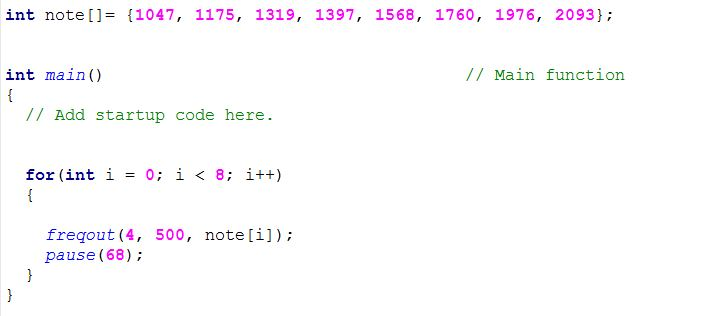 int note[]= {1047, 1175, 1319, 1397, 1568, 1760, 1976, 2093};
int main() // Main function
{
// Add startup code here.
for(int i = 0; i < 8; i++)
{
freqout(4, 500, note[i]);
pause(68);
}
}